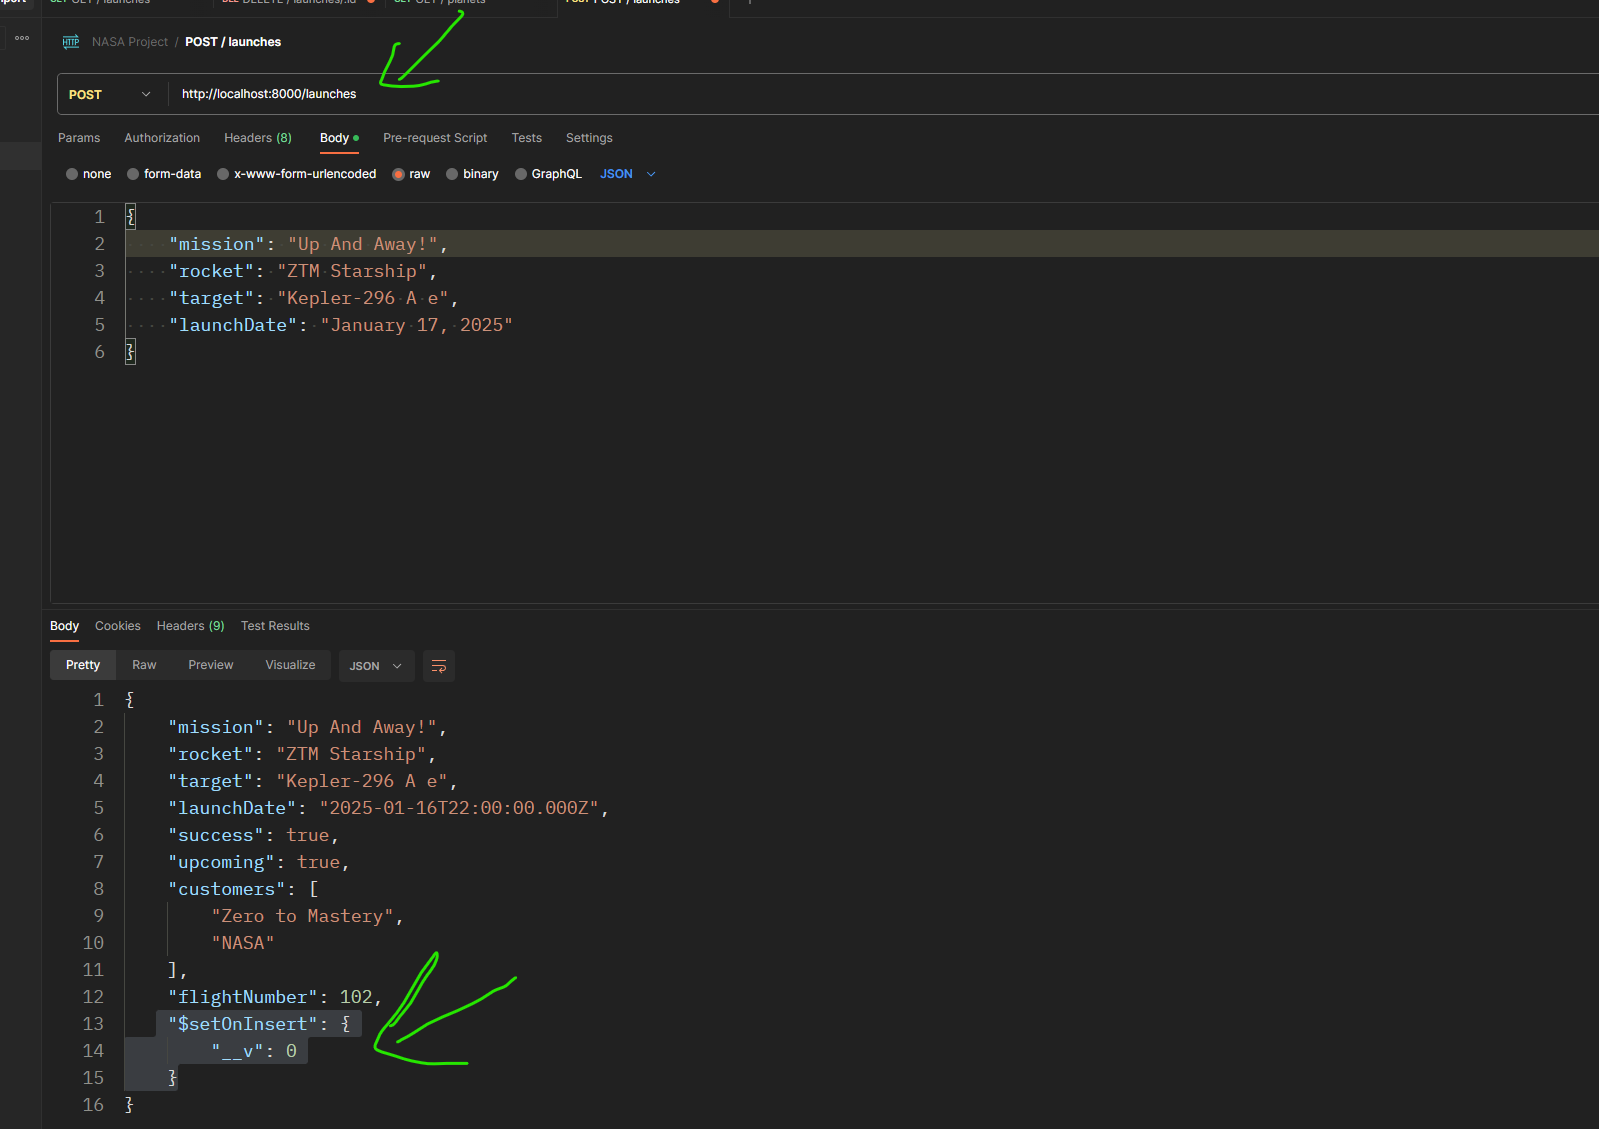 NASA Project / POST / launches
POST http://localhost:8000/launches
Params Authorization Headers (8) Body Pre-request Script Tests Settings
none form-data x-www-form-urlencoded raw binary GraphQL JSON
1 {
2 "mission": "Up And Away!",
3 "rocket": "ZTM Starship",
4 "target": "Kepler-296 A e",
5 "launchDate": "January 17, 2025"
6 }
Body Cookies Headers (9) Test Results
Pretty Raw Preview Visualize JSON
1 {
2 "mission": "Up And Away!",
3 "rocket": "ZTM Starship",
4 "target": "Kepler-296 A e",
5 "launchDate": "2025-01-16T22:00:00.000Z",
6 "success": true,
7 "upcoming": true,
8 "customers": [
9 "Zero to Mastery",
10 "NASA"
11 ],
12 "flightNumber": 102,
13 "$setOnInsert": {
14 "__v": 0
15 }
16 }